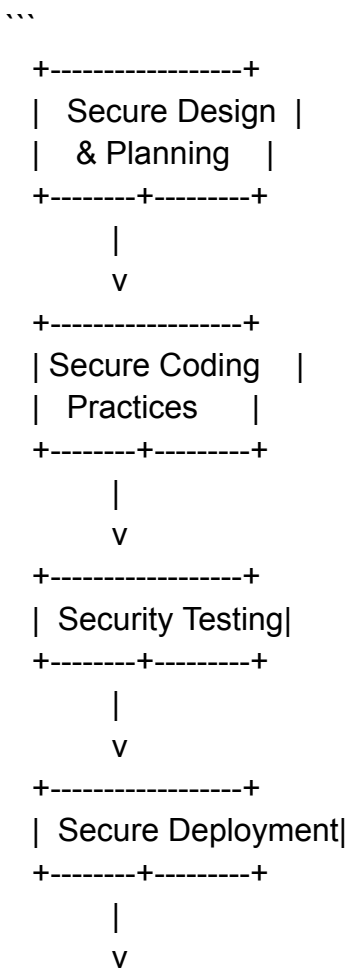 ```
+------------------+
| Secure Design |
| & Planning |
+--------+---------+
|
v
+------------------+
| Secure Coding |
| Practices |
+--------+---------+
|
v
+------------------+
| Security Testing|
+--------+---------+
|
v
+------------------+
| Secure Deployment|
+--------+---------+
|
v